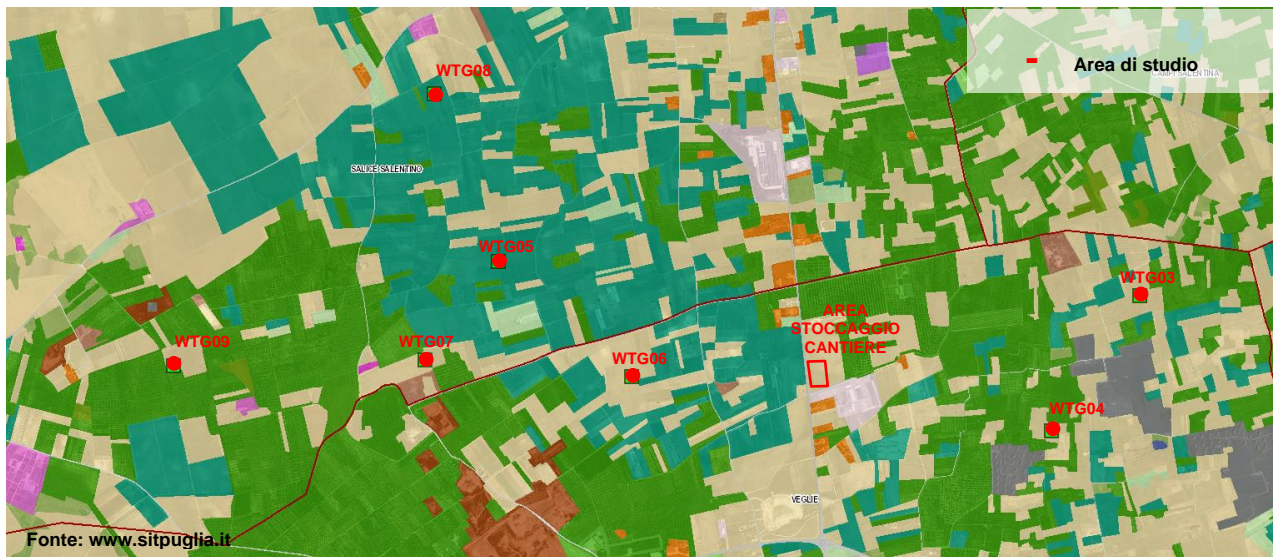 Area di studio
CAMPI SALENTINA
WTG08
SALICE SALENTINO
WTG05
WTG03
AREA
STOCCAGGIO
CANTIERE
WTG09
WTG07
WTG06
WTG04
VEGLIE
Fonte: www.sitpuglia.it